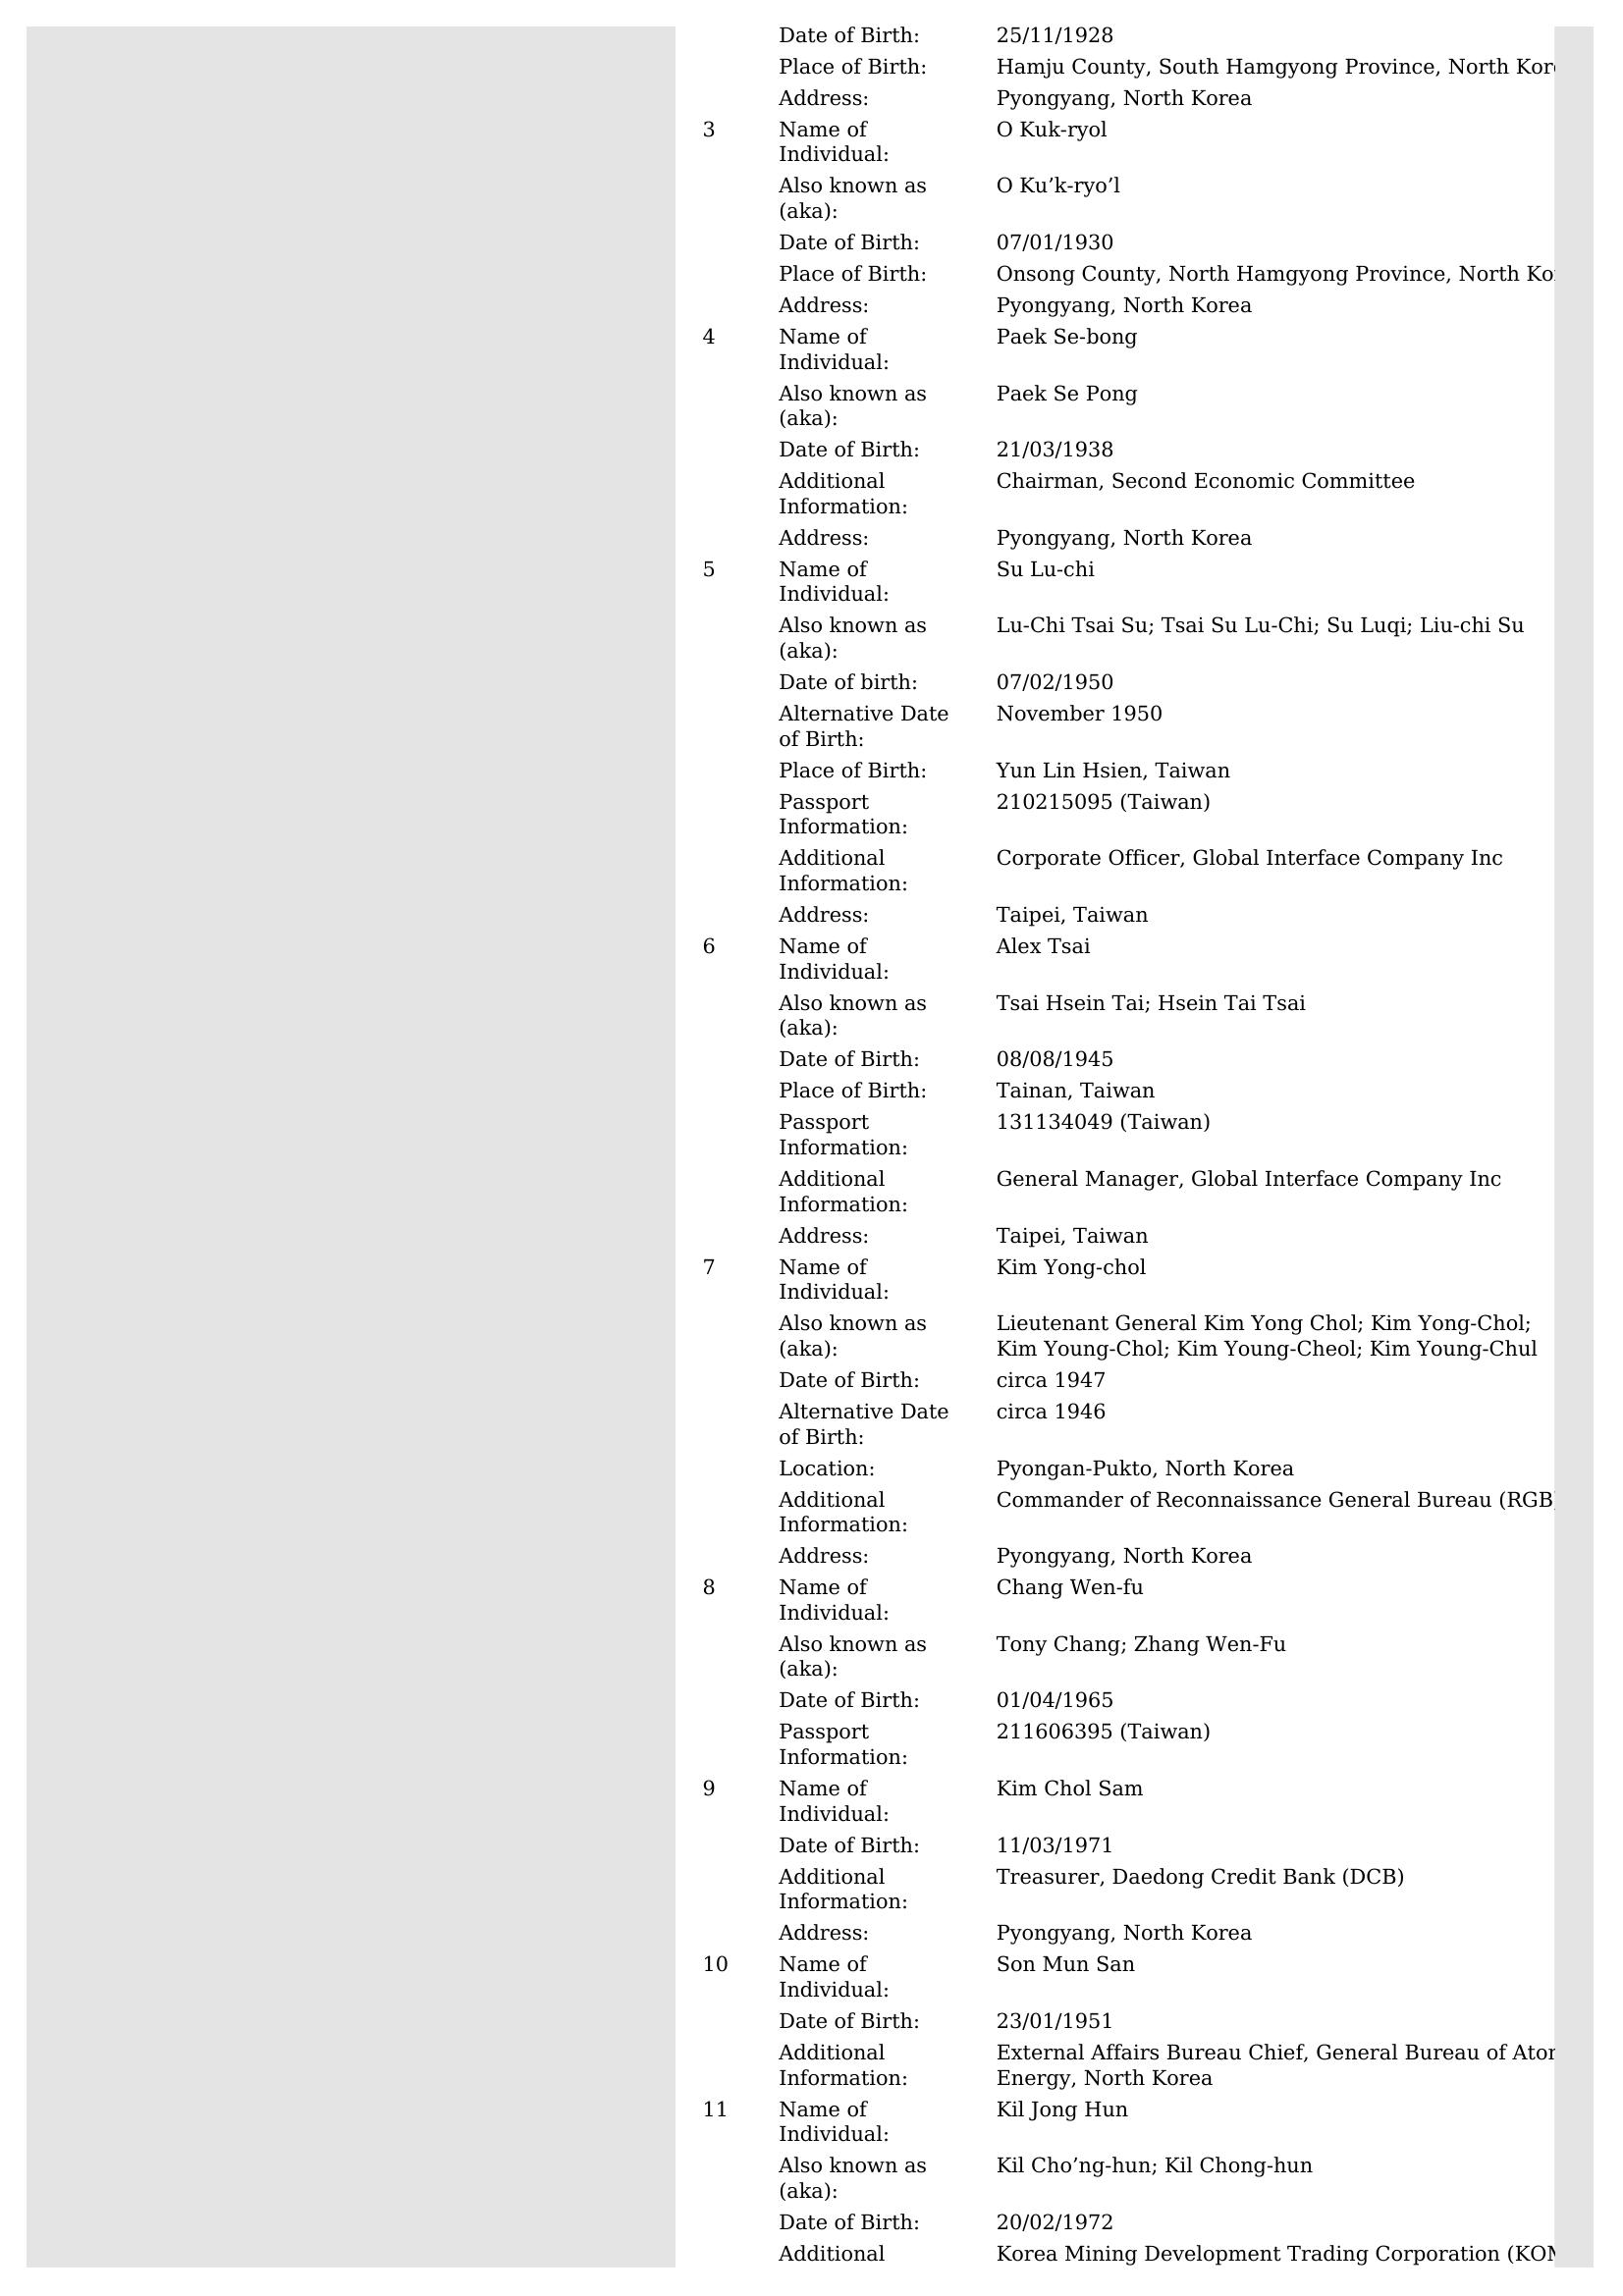 Date of Birth: 25/11/1928
Place of Birth: Hamju County, South Hamgyong Province, North
Address: Pyongyang, North Korea
3 Name of O Kuk-ryol
Individual:
Also known as O Ku’k-ryo’l
(aka):
Date of Birth: 07/01/1930
Place of Birth: Onsong County, North Hamgyong Province, North
Address: Pyongyang, North Korea
4 Name of Paek Se-bong
Individual:
Also known as Paek Se Pong
(aka):
Date of Birth: 21/03/1938
Additional Chairman, Second Economic Committee
Information:
Address: Pyongyang, North Korea
5 Name of Su Lu-chi
Individual:
Also known as Lu-Chi Tsai Su; Tsai Su Lu-Chi; Su Luqi; Liu-chi Su
(aka):
Date of birth: 07/02/1950
Alternative Date November 1950
of Birth:
Place of Birth: Yun Lin Hsien, Taiwan
Passport 210215095 (Taiwan)
Information:
Additional Corporate Officer, Global Interface Company Inc
Information:
Address: Taipei, Taiwan
6 Name of Alex Tsai
Individual:
Also known as Tsai Hsein Tai; Hsein Tai Tsai
(aka):
Date of Birth: 08/08/1945
Place of Birth: Tainan, Taiwan
Passport 131134049 (Taiwan)
Information:
Additional General Manager, Global Interface Company Inc
Information:
Address: Taipei, Taiwan
7 Name of Kim Yong-chol
Individual:
Also known as Lieutenant General Kim Yong Chol; Kim Yong-Chol;
(aka): Kim Young-Chol; Kim Young-Cheol; Kim Young-Chul
Date of Birth: circa 1947
Alternative Date circa 1946
of Birth:
Location: Pyongan-Pukto, North Korea
Additional Commander of Reconnaissance General Bureau (RGB)
Information:
Address: Pyongyang, North Korea
8 Name of Chang Wen-fu
Individual:
Also known as Tony Chang; Zhang Wen-Fu
(aka):
Date of Birth: 01/04/1965
Passport 211606395 (Taiwan)
Information:
9 Name of Kim Chol Sam
Individual:
Date of Birth: 11/03/1971
Additional Treasurer, Daedong Credit Bank (DCB)
Information:
Address: Pyongyang, North Korea
10 Name of Son Mun San
Individual:
Date of Birth: 23/01/1951
Additional External Affairs Bureau Chief, General Bureau of
Information: Energy, North Korea
11 Name of Kil Jong Hun
Individual:
Also known as Kil Cho’ng-hun; Kil Chong-hun
(aka):
Date of Birth: 20/02/1972
Additional Korea Mining Development Trading Corporation